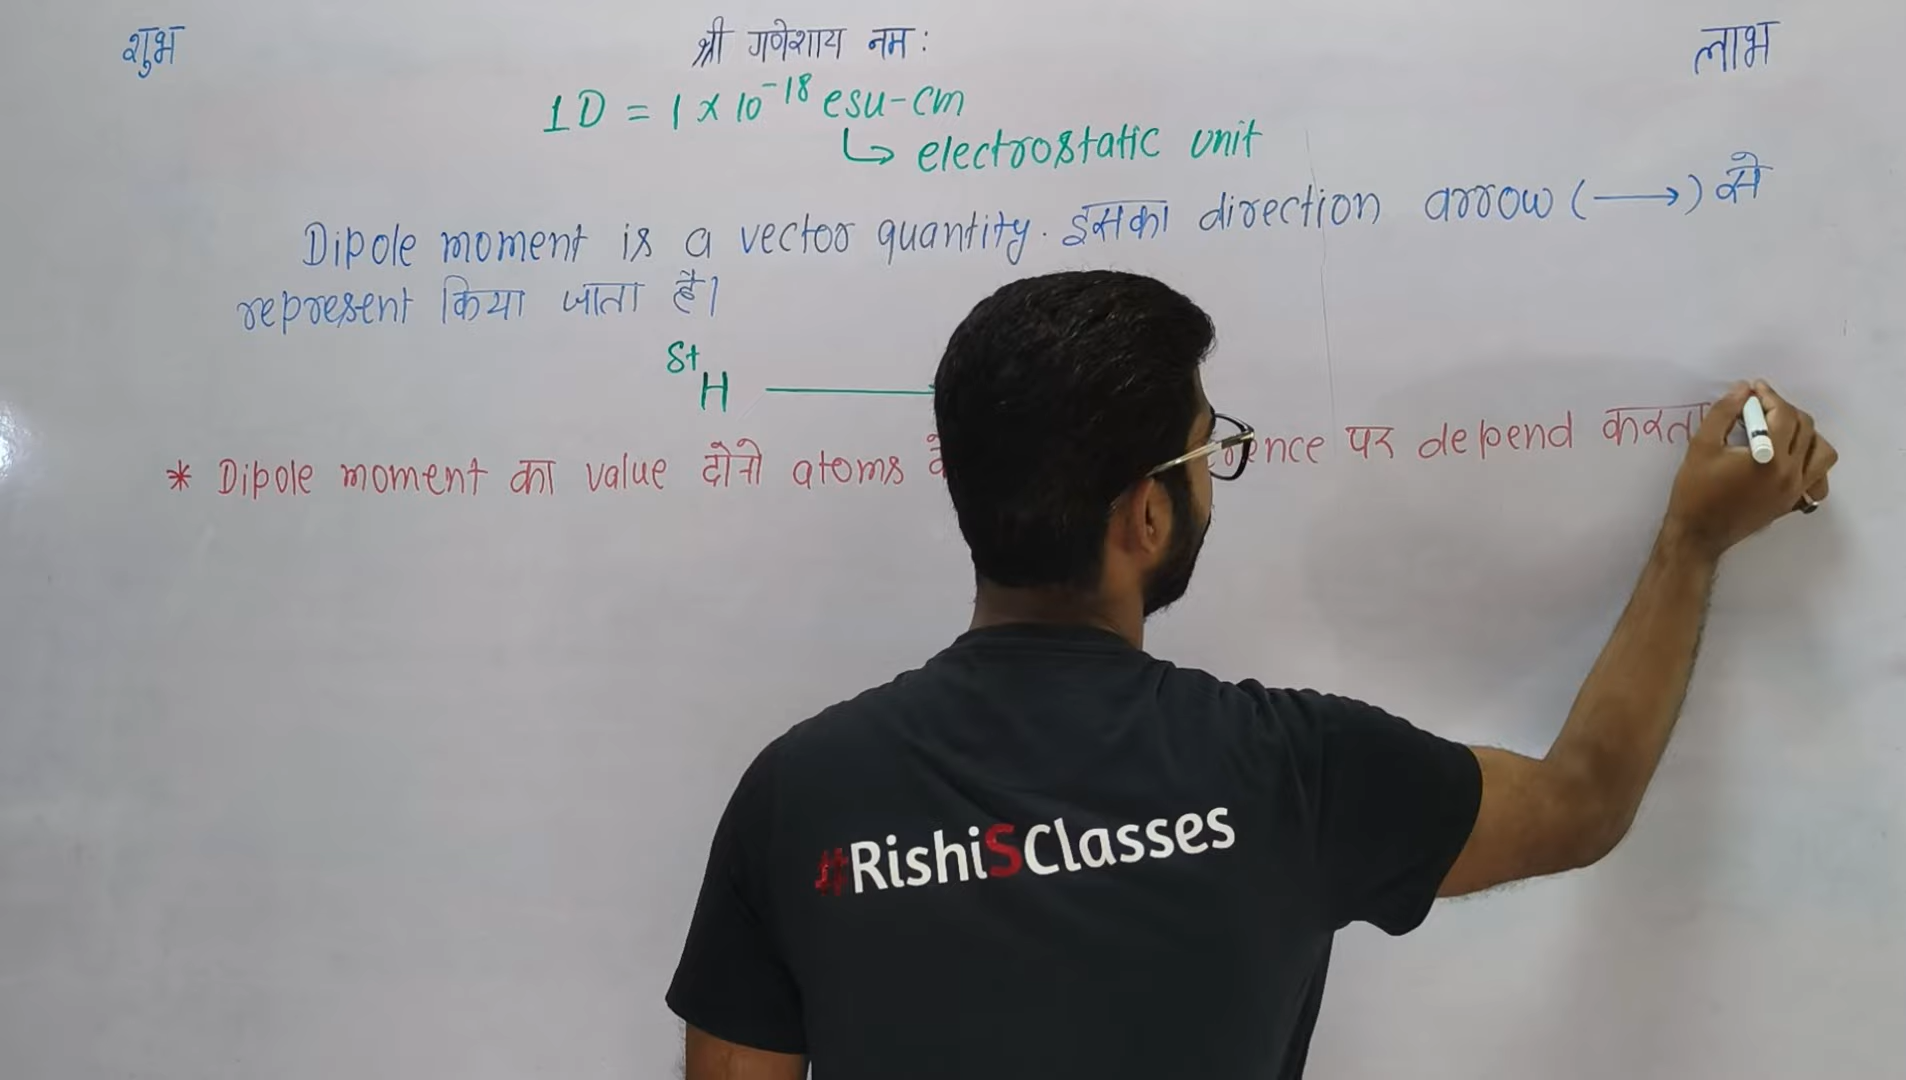 शुभ श्री गणेशाय नम: लाभ
1D = 1 × 10⁻¹⁸ esu-cm
↳ electrostatic unit
Dipole moment is a vector quantity. इसका direction arrow (⟶) से
represent किया जाता है।
δ+
H
* Dipole moment का value दोनो atoms पर depend करता
#RishiSClasses